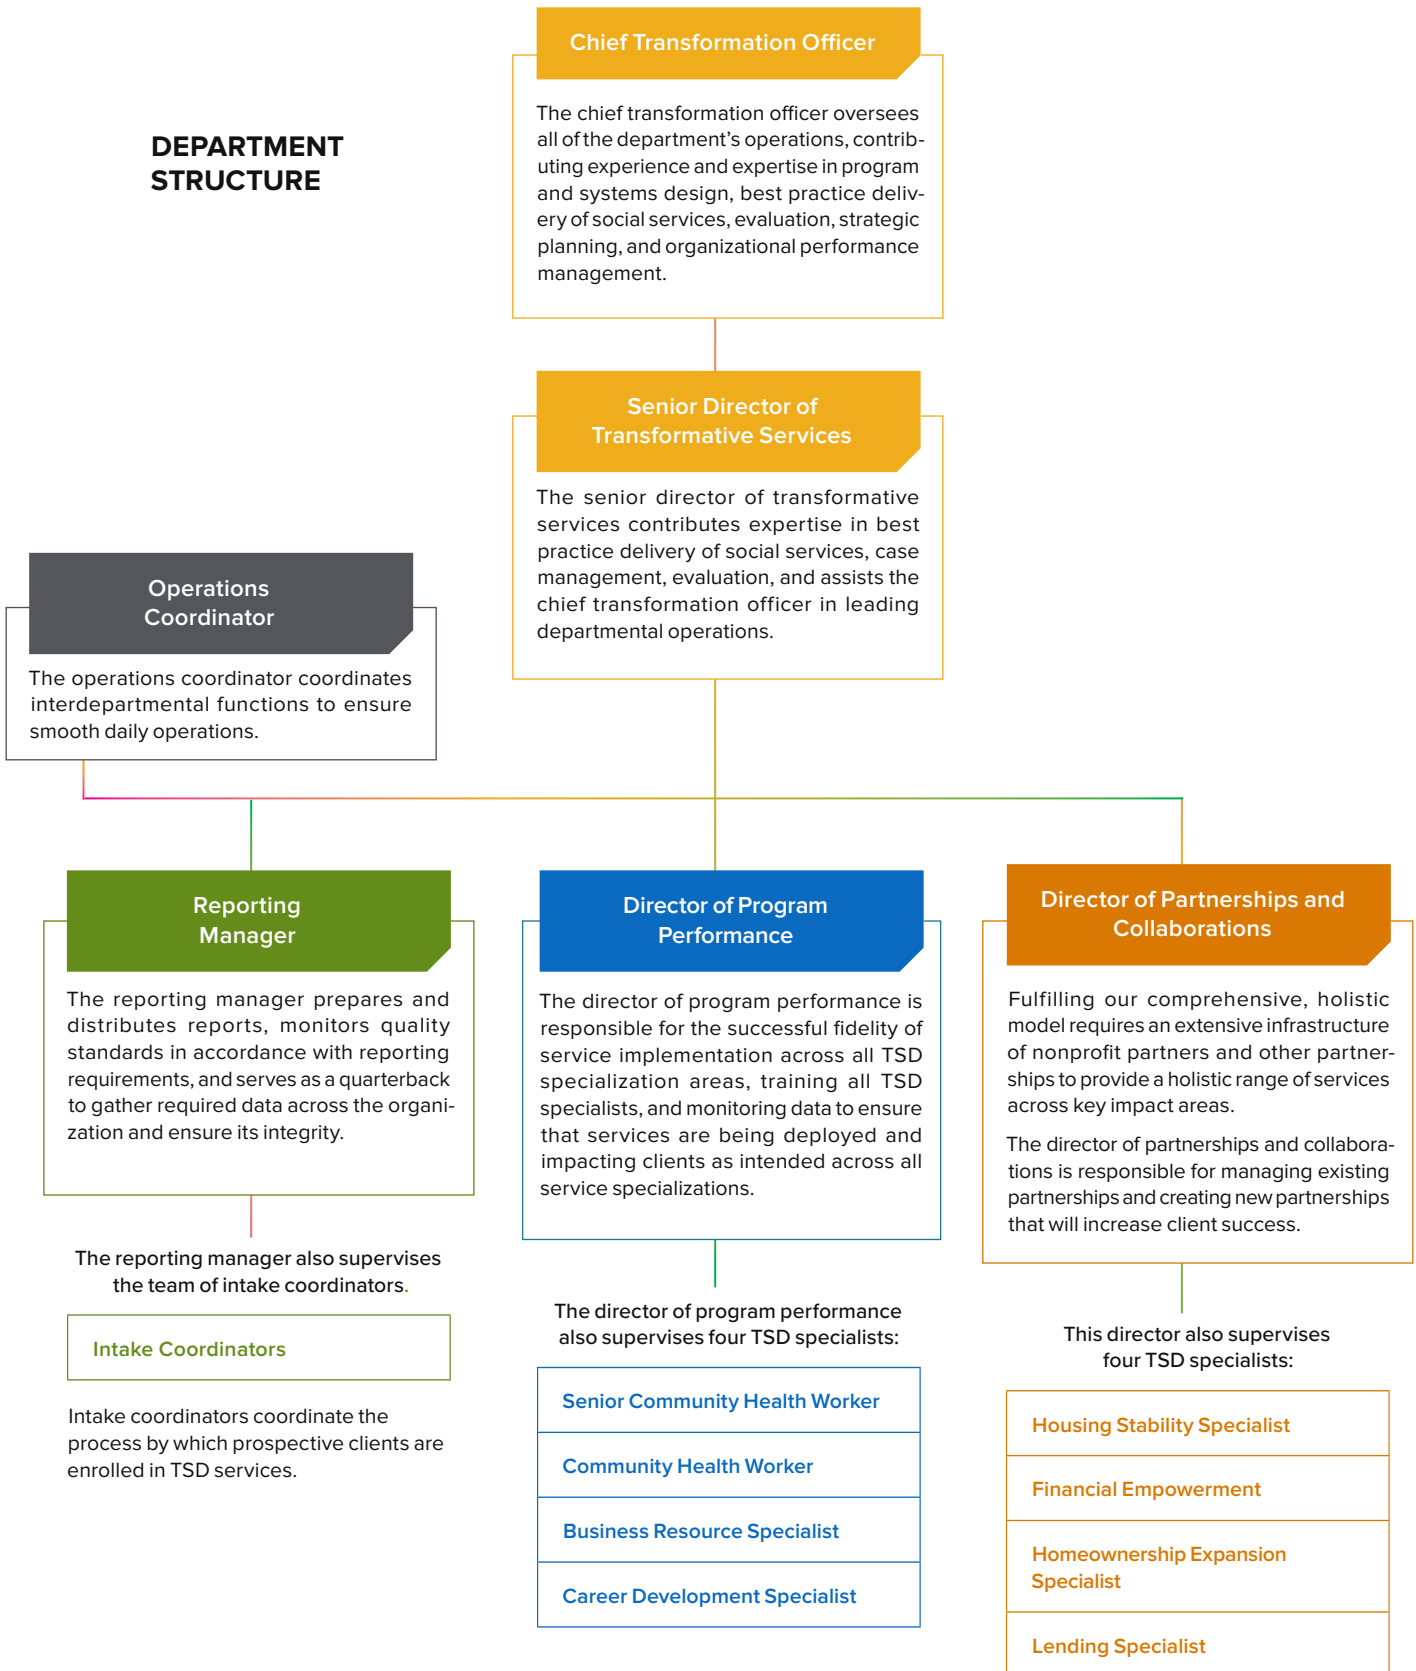 DEPARTMENT
STRUCTURE
Chief Transformation Officer
The chief transformation officer oversees
all of the department’s operations, contrib-
uting experience and expertise in program
and systems design, best practice deliv-
ery of social services, evaluation, strategic
planning, and organizational performance
management.
Senior Director of
Transformative Services
The senior director of transformative
services contributes expertise in best
practice delivery of social services, case
management, evaluation, and assists the
chief transformation officer in leading
departmental operations.
Operations
Coordinator
The operations coordinator coordinates
interdepartmental functions to ensure
smooth daily operations.
Reporting
Manager
The reporting manager prepares and
distributes reports, monitors quality
standards in accordance with reporting
requirements, and serves as a quarterback
to gather required data across the organi-
zation and ensure its integrity.
The reporting manager also supervises
the team of intake coordinators.
Intake Coordinators
Intake coordinators coordinate the
process by which prospective clients are
enrolled in TSD services.
Director of Program
Performance
The director of program performance is
responsible for the successful fidelity of
service implementation across all TSD
specialization areas, training all TSD
specialists, and monitoring data to ensure
that services are being deployed and
impacting clients as intended across all
service specializations.
The director of program performance
also supervises four TSD specialists:
Senior Community Health Worker
Community Health Worker
Business Resource Specialist
Career Development Specialist
Director of Partnerships and
Collaborations
Fulfilling our comprehensive, holistic
model requires an extensive infrastructure
of nonprofit partners and other partner-
ships to provide a holistic range of services
across key impact areas.
The director of partnerships and collabora-
tions is responsible for managing existing
partnerships and creating new partnerships
that will increase client success.
This director also supervises
four TSD specialists:
Housing Stability Specialist
Financial Empowerment
Homeownership Expansion
Specialist
Lending Specialist